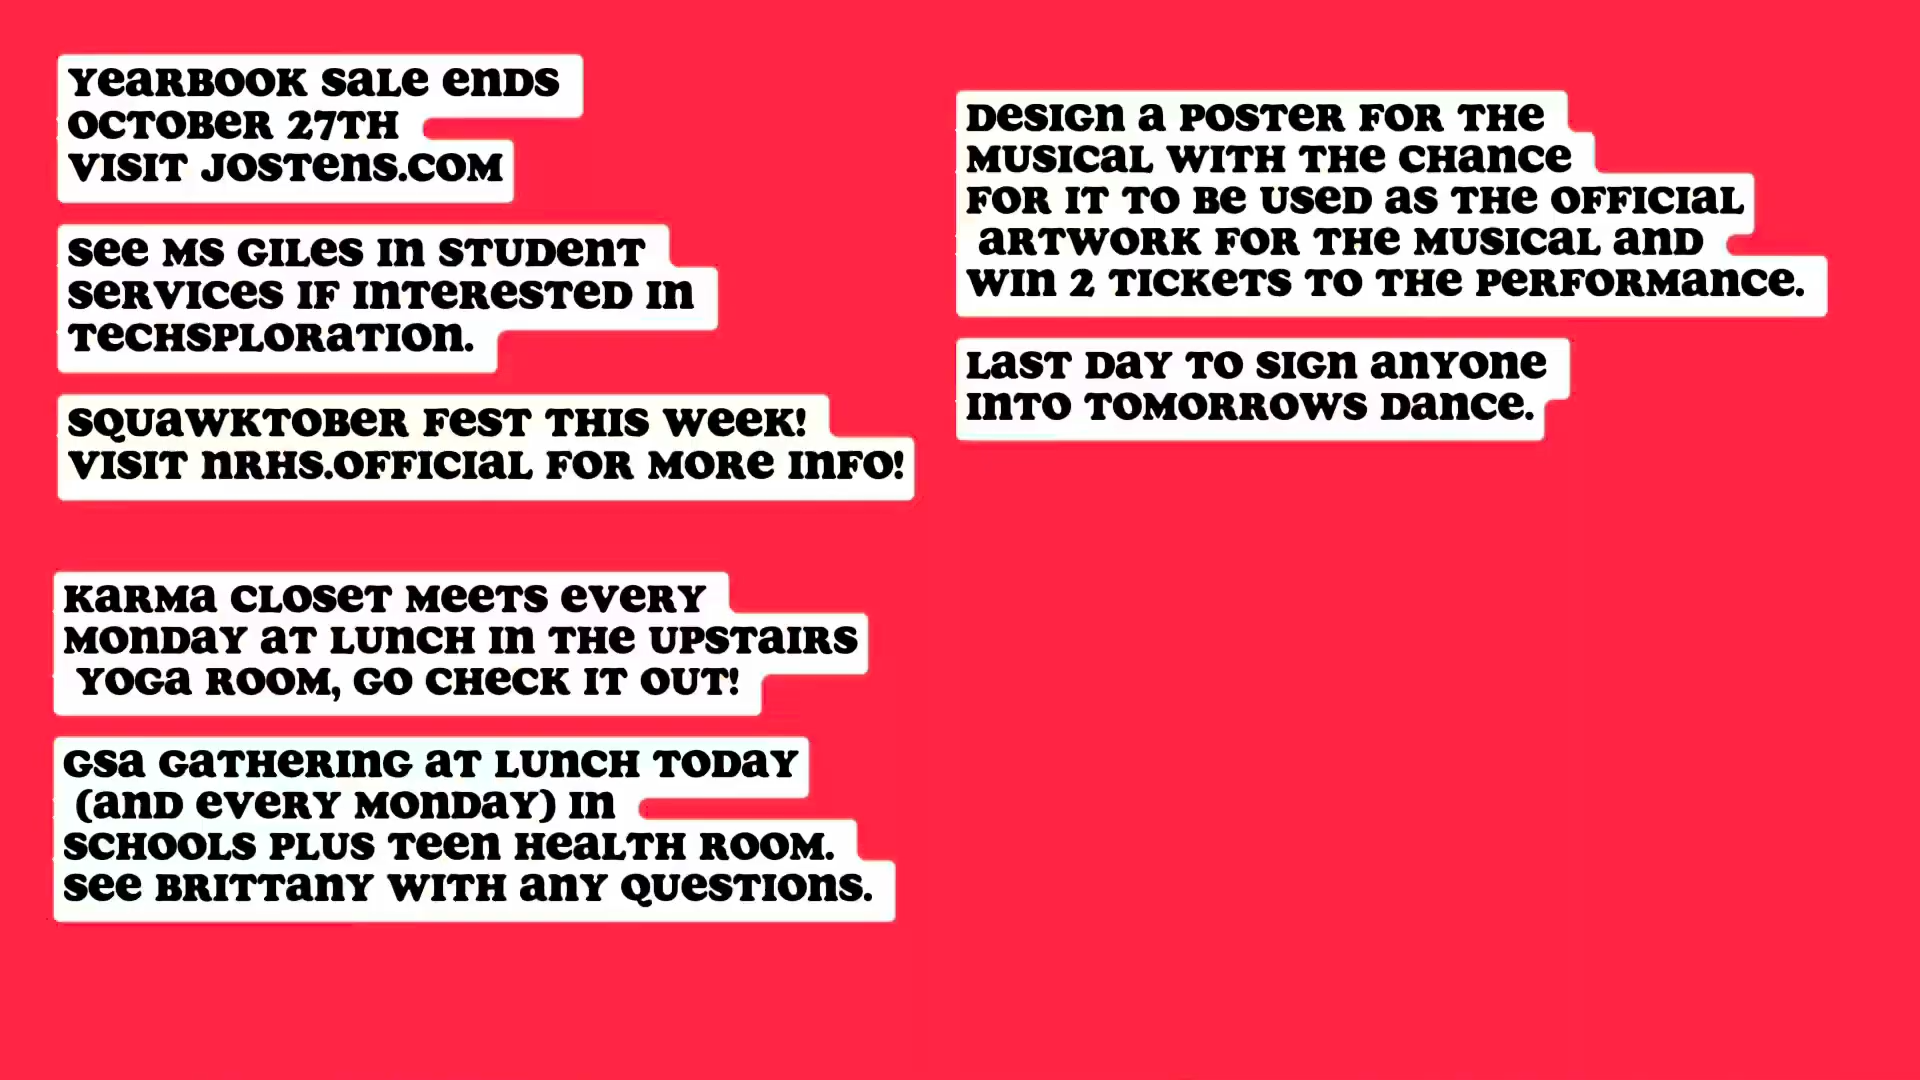 YEARBOOK SALE ENDS
OCTOBER 27TH
VISIT JOSTENS.COM
SEE MS GILES IN STUDENT
SERVICES IF INTERESTED IN
TECHSPLORATION.
SQUAWKTOBER FEST THIS WEEK!
VISIT NRHS.OFFICIAL FOR MORE INFO!
KARMA CLOSET MEETS EVERY
MONDAY AT LUNCH IN THE UPSTAIRS
YOGA ROOM, GO CHECK IT OUT!
GSA GATHERING AT LUNCH TODAY
(AND EVERY MONDAY) IN
SCHOOLS PLUS TEEN HEALTH ROOM.
SEE BRITTANY WITH ANY QUESTIONS.
DESIGN A POSTER FOR THE
MUSICAL WITH THE CHANCE
FOR IT TO BE USED AS THE OFFICIAL
ARTWORK FOR THE MUSICAL AND
WIN 2 TICKETS TO THE PERFORMANCE.
LAST DAY TO SIGN ANYONE
INTO TOMORROWS DANCE.